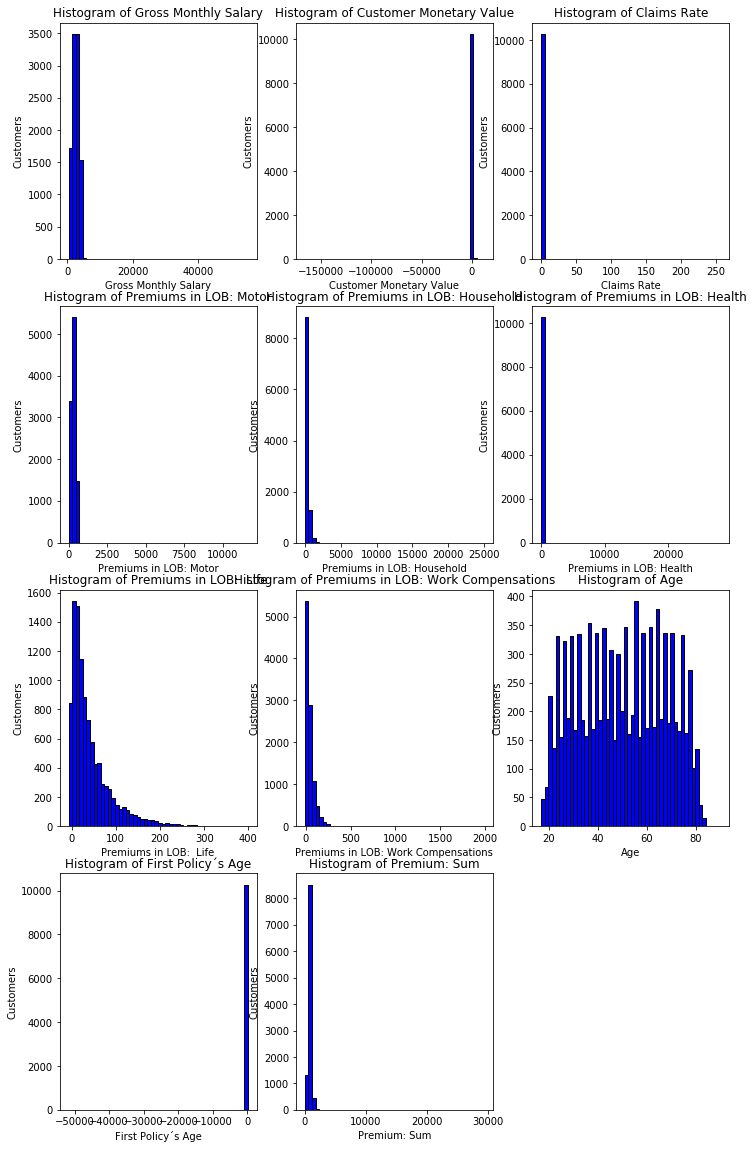 Histogram of Gross Monthly Salary
3500
3000
2500
2000
1500
1000
500
0
Customers
0 20000 40000
Gross Monthly Salary
Histogram of Customer Monetary Value
10000
8000
6000
4000
2000
0
Customers
−150000 −100000 −50000 0
Customer Monetary Value
Histogram of Claims Rate
10000
8000
6000
4000
2000
0
Customers
0 50 100 150 200 250
Claims Rate
Histogram of Premiums in LOB: Motor
5000
4000
3000
2000
1000
0
Customers
0 2500 5000 7500 10000
Premiums in LOB: Motor
Histogram of Premiums in LOB: Household
8000
6000
4000
2000
0
Customers
0 5000 10000 15000 20000 25000
Premiums in LOB: Household
Histogram of Premiums in LOB: Health
10000
8000
6000
4000
2000
0
Customers
0 10000 20000
Premiums in LOB: Health
Histogram of Premiums in LOB: Life
1600
1400
1200
1000
800
600
400
200
0
Customers
0 100 200 300 400
Premiums in LOB: Life
Histogram of Premiums in LOB: Work Compensations
5000
4000
3000
2000
1000
0
Customers
0 500 1000 1500 2000
Premiums in LOB: Work Compensations
Histogram of Age
400
350
300
250
200
150
100
50
0
Customers
20 40 60 80
Age
Histogram of First Policy´s Age
10000
8000
6000
4000
2000
0
Customers
−50000 −40000 −30000 −20000 −10000 0
First Policy´s Age
Histogram of Premium: Sum
8000
7000
6000
5000
4000
3000
2000
1000
0
Customers
0 10000 20000 30000
Premium: Sum